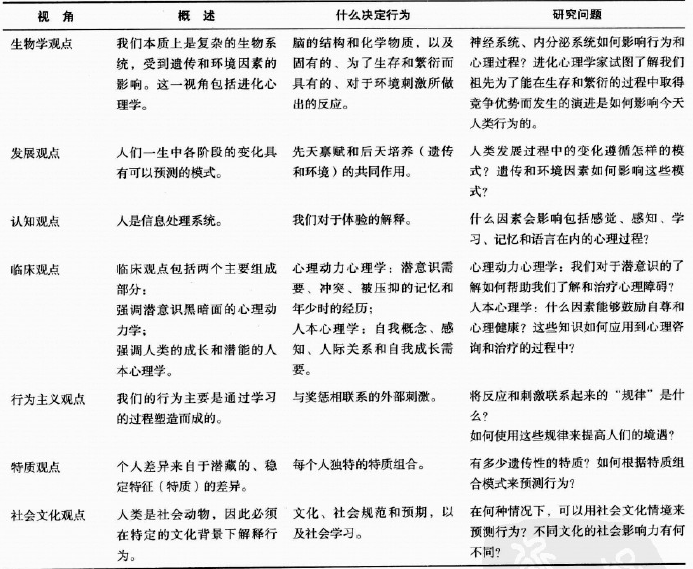 视 角 概 述 什么决定行为 研究问题
生物学观点 我们本质上是复杂的生物系 脑的结构和化学物质，以及 神经系统、内分泌系统如何影响行为和
统，受到遗传和环境因素的 固有的、为了生存和繁衍而 心理过程？进化心理学家试图了解我们
影响。这一视角包括进化心 具有的、对于环境刺激所做 祖先为了能在生存和繁衍的过程中取得
理学。 出的反应。 竞争优势而发生的演进是如何影响今天
人类行为的。
发展观点 人们一生中各阶段的变化具 先天禀赋和后天培养（遗传 人类发展过程中的变化遵循怎样的模
有可以预测的模式。 和环境）的共同作用。 式？遗传和环境因素如何影响这些模
式？
认知观点 人是信息处理系统。 我们对于体验的解释。 什么因素会影响包括感觉、感知、学
习、记忆和语言在内的心理过程？
临床观点 临床观点包括两个主要组成 心理动力心理学：潜意识需 心理动力心理学：我们对于潜意识的了
部分： 要、冲突、被压抑的记忆和 解如何帮助我们了解和治疗心理障碍？
强调潜意识黑暗面的心理动 年少时的经历； 人本心理学：什么因素能够鼓励自尊和
力学； 人本心理学：自我概念、感 心理健康？这些知识如何应用到心理咨
强调人类的成长和潜能的人 知、人际关系和自我成长需 询和治疗的过程中？
本心理学。 要。
行为主义观点 我们的行为主要是通过学习 与奖惩相联系的外部刺激。 将反应和刺激联系起来的“规律”是什
的过程塑造而成的。 么？
如何使用这些规律来提高人们的境遇？
特质观点 个人差异来自于潜藏的、稳 每个人独特的特质组合。 有多少遗传性的特质？如何根据特质组
定特征（特质）的差异。 合模式来预测行为？
社会文化观点 人类是社会动物，因此必须 文化、社会规范和预期，以 在何种情况下，可以用社会文化情境来
在特定的文化背景下解释行 及社会学习。 预测行为？不同文化的社会影响力有何
为。 不同？